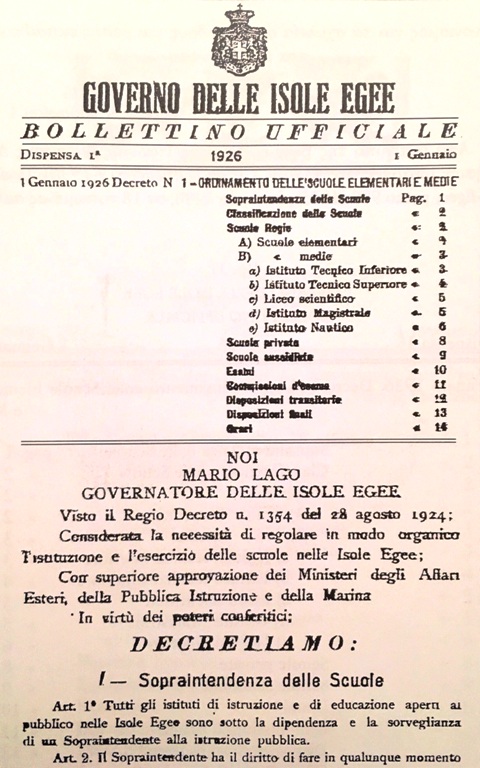 GOVERNO DELLE ISOLE EGEE
BOLLETTINO UFFICIALE
DISPENSA Iª 1926 1 Gennaio
1 Gennaio 1926 Decreto N 1 – ORDINAMENTO DELLE SCUOLE ELEMENTARI E MEDIE
Sopraintendenza delle Scuole Pag. 1
Classificazione delle Scuole « 2
Scuole Regie « 2
A) Scuole elementari «
B) « medie « 3
a) Istituto Tecnico Inferiore « 3
b) Istituto Tecnico Superiore « 4
c) Liceo scientifico « 5
d) Istituto Magistrale « 5
e) Istituto Nautico « 6
Scuole private « 8
Scuole sussidiate « 9
Esami « 10
Commissioni d'esame « 11
Disposizioni transitorie « 12
Disposizioni finali « 13
Orari « 14
NOI
MARIO LAGO
GOVERNATORE DELLE ISOLE EGEE
Visto il Regio Decreto n. 1354 del 28 agosto 1924;
Considerata la necessità di regolare in modo organico
l'istituzione e l'esercizio delle scuole nelle Isole Egee;
Con superiore approvazione dei Ministeri degli Affari
Esteri, della Pubblica Istruzione e della Marina
In virtù dei poteri conferitici;
DECRETIAMO:
I — Sopraintendenza delle Scuole
Art. 1º Tutti gli istituti di istruzione e di educazione aperti al
pubblico nelle Isole Egee sono sotto la dipendenza e la sorveglianza
di un Sopraintendente alla istruzione pubblica.
Art. 2. Il Sopraintendente ha il diritto di fare in qualunque momento